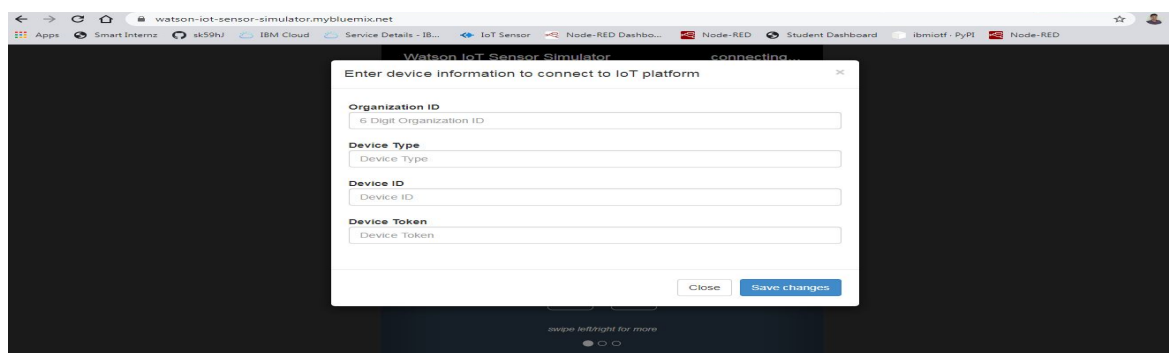 watson-iot-sensor-simulator.mybluemix.net
Apps Smart Internz sk59hJ IBM Cloud Service Details - IB... IoT Sensor Node-RED Dashbo... Node-RED Student Dashboard ibmiotf · PyPI Node-RED
Watson IoT Sensor Simulator connecting...
Enter device information to connect to IoT platform ×
Organization ID
6 Digit Organization ID
Device Type
Device Type
Device ID
Device ID
Device Token
Device Token
Close Save changes
swipe left/right for more